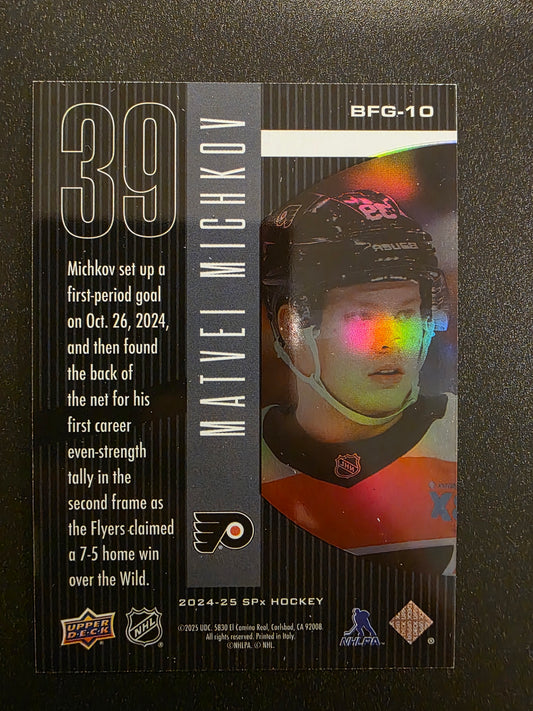 BFG-10
39
MATVEI MICHKOV
Michkov set up a
first-period goal
on Oct. 26, 2024,
and then found
the back of
the net for his
first career
even-strength
tally in the
second frame as
the Flyers claimed
a 7-5 home win
over the Wild.
2024-25 SPx HOCKEY
©2025 UDC. 5830 El Camino Real, Carlsbad, CA 92008.
All rights reserved. Printed in Italy.
©NHLPA. © NHL.
UPPER
DECK
NHL
NHLPA
®